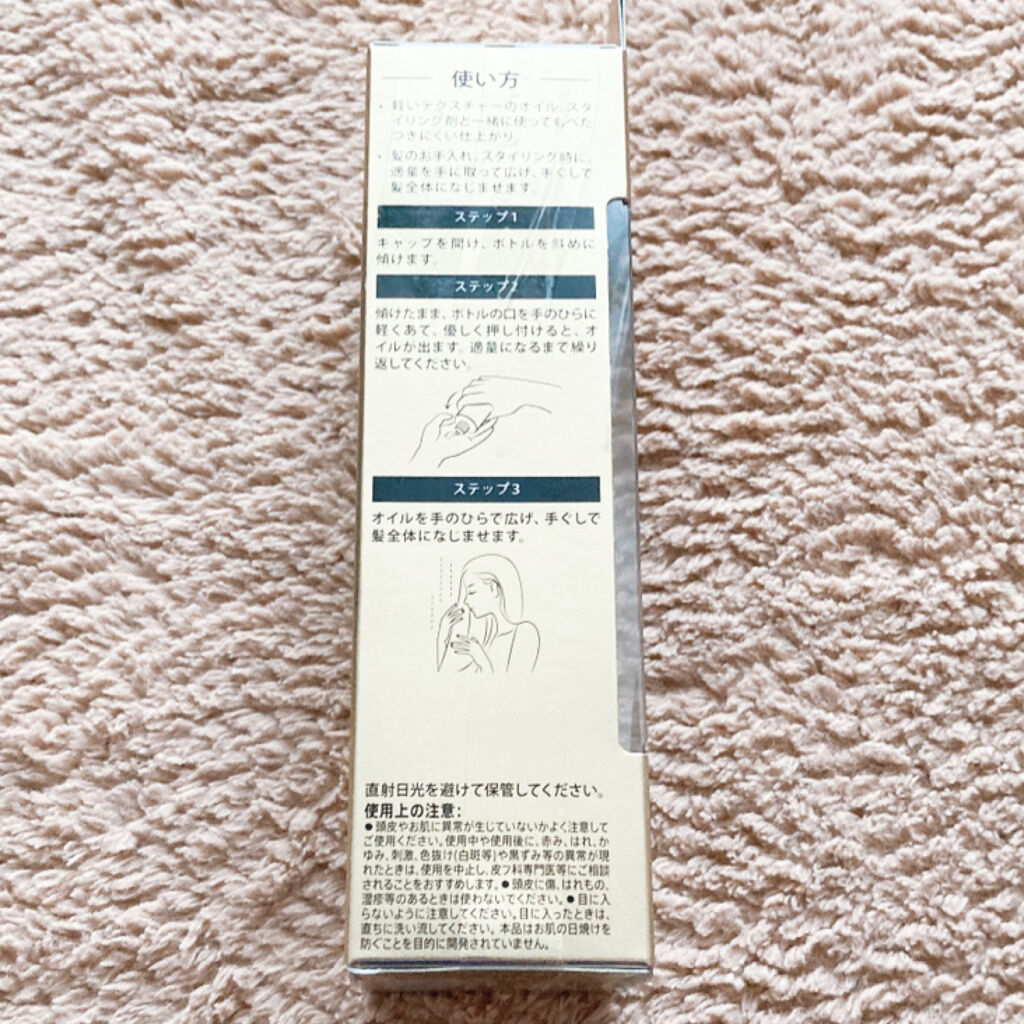 使い方
・軽いテクスチャーのオイル、スタ
イリング剤と一緒に使ってもべた
つきにくい仕上がり。
・髪のお手入れ、スタイリング時に、
適量を手に取って広げ、手ぐしで
髪全体になじませます。
ステップ1
キャップを開け、ボトルを斜めに
傾けます。
ステップ2
傾けたまま、ボトルの口を手のひらに
軽くあて、優しく押し付けると、オ
イルが出ます。適量になるまで繰り
返してください。
ステップ3
オイルを手のひらで広げ、手ぐしで
髪全体になじませます。
直射日光を避けて保管してください。
使用上の注意:
●頭皮やお肌に異常が生じていないかよく注意して
ご使用ください。使用中や使用後に、赤み、はれ、か
ゆみ、刺激、色抜け(白斑等)や黒ずみ等の異常が現
れたときは、使用を中止し、皮フ科専門医等にご相談
されることをおすすめします。●頭皮に傷、はれもの、
湿疹等のあるときは使わないでください。●目に入
らないように注意してください。目に入ったときは、
直ちに洗い流してください。本品はお肌の日焼けを
防ぐことを目的に開発されていません。